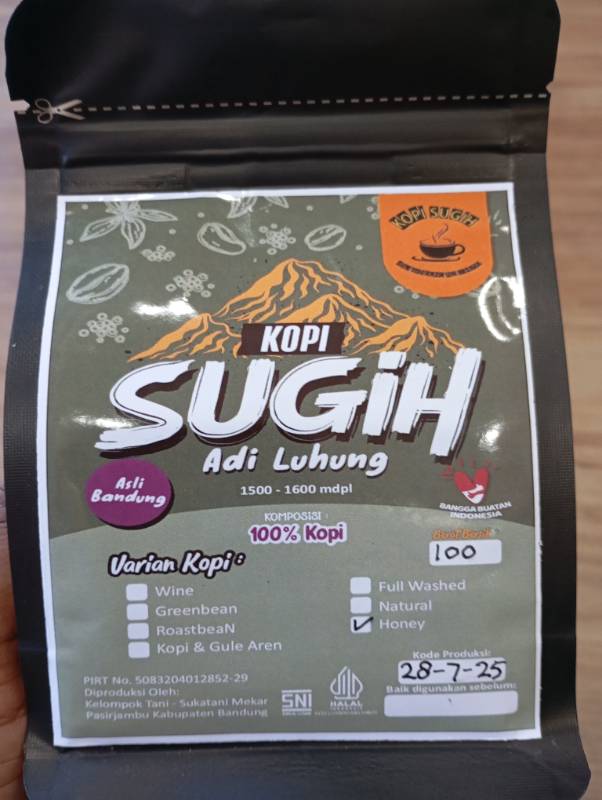 KOPI SUGIH
KOPI
SUGiH
Adi Luhung
Asli
Bandung
1500 - 1600 mdpl
BANGGA BUATAN
INDONESIA
KOMPOSISI :
100% Kopi
100
Varian Kopi :
Wine
Greenbean
RoastbeaN
Kopi & Gule Aren
Full Washed
Natural
Honey
Kode Produksi:
28-7-25
Baik digunakan sebelum:
PIRT No. 5083204012852-29
Diproduksi Oleh:
Kelompok Tani - Sukatani Mekar
Pasirjambu Kabupaten Bandung
SNI
HALAL
INDONESIA